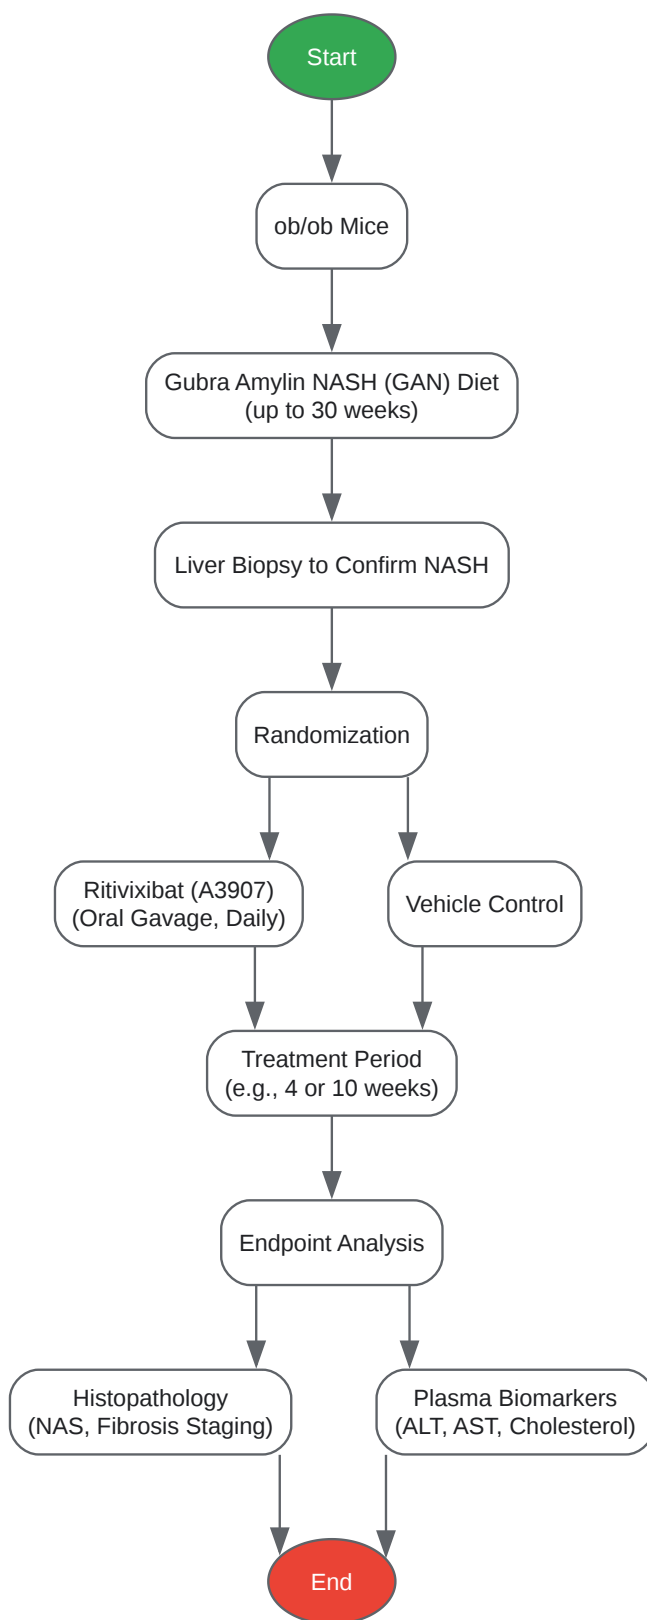 Start
ob/ob Mice
Gubra Amylin NASH (GAN) Diet
(up to 30 weeks)
Liver Biopsy to Confirm NASH
Randomization
Ritivixibat (A3907)
(Oral Gavage, Daily)
Vehicle Control
Treatment Period
(e.g., 4 or 10 weeks)
Endpoint Analysis
Histopathology
(NAS, Fibrosis Staging)
Plasma Biomarkers
(ALT, AST, Cholesterol)
End